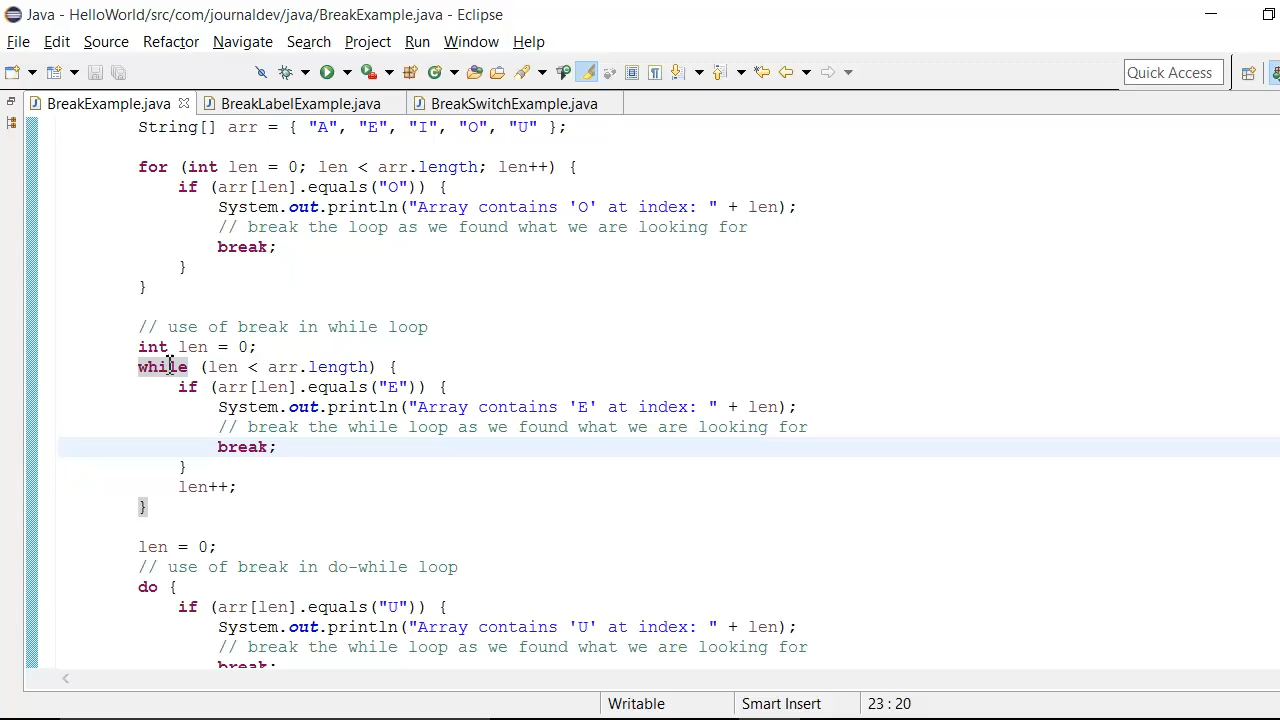 Java - HelloWorld/src/com/journaldev/java/BreakExample.java - Eclipse
File Edit Source Refactor Navigate Search Project Run Window Help
Quick Access
BreakExample.java BreakLabelExample.java BreakSwitchExample.java
String[] arr = { "A", "E", "I", "O", "U" };
for (int len = 0; len < arr.length; len++) {
if (arr[len].equals("O")) {
System.out.println("Array contains 'O' at index: " + len);
// break the loop as we found what we are looking for
break;
}
}
// use of break in while loop
int len = 0;
while (len < arr.length) {
if (arr[len].equals("E")) {
System.out.println("Array contains 'E' at index: " + len);
// break the while loop as we found what we are looking for
break;
}
len++;
}
len = 0;
// use of break in do-while loop
do {
if (arr[len].equals("U")) {
System.out.println("Array contains 'U' at index: " + len);
// break the while loop as we found what we are looking for
break;
Writable Smart Insert 23 : 20